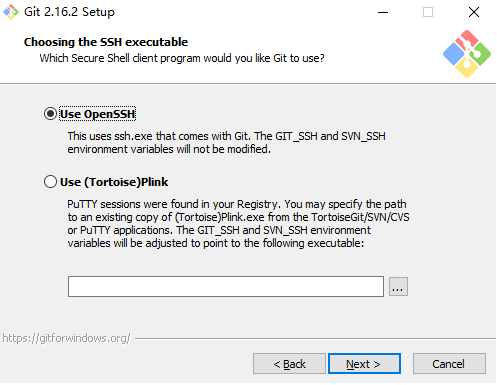 Git 2.16.2 Setup
Choosing the SSH executable
Which Secure Shell client program would you like Git to use?
Use OpenSSH
This uses ssh.exe that comes with Git. The GIT_SSH and SVN_SSH
environment variables will not be modified.
Use (Tortoise)Plink
PuTTY sessions were found in your Registry. You may specify the path
to an existing copy of (Tortoise)Plink.exe from the TortoiseGit/SVN/CVS
or PuTTY applications. The GIT_SSH and SVN_SSH environment
variables will be adjusted to point to the following executable:
...
https://gitforwindows.org/
< Back
Next >
Cancel